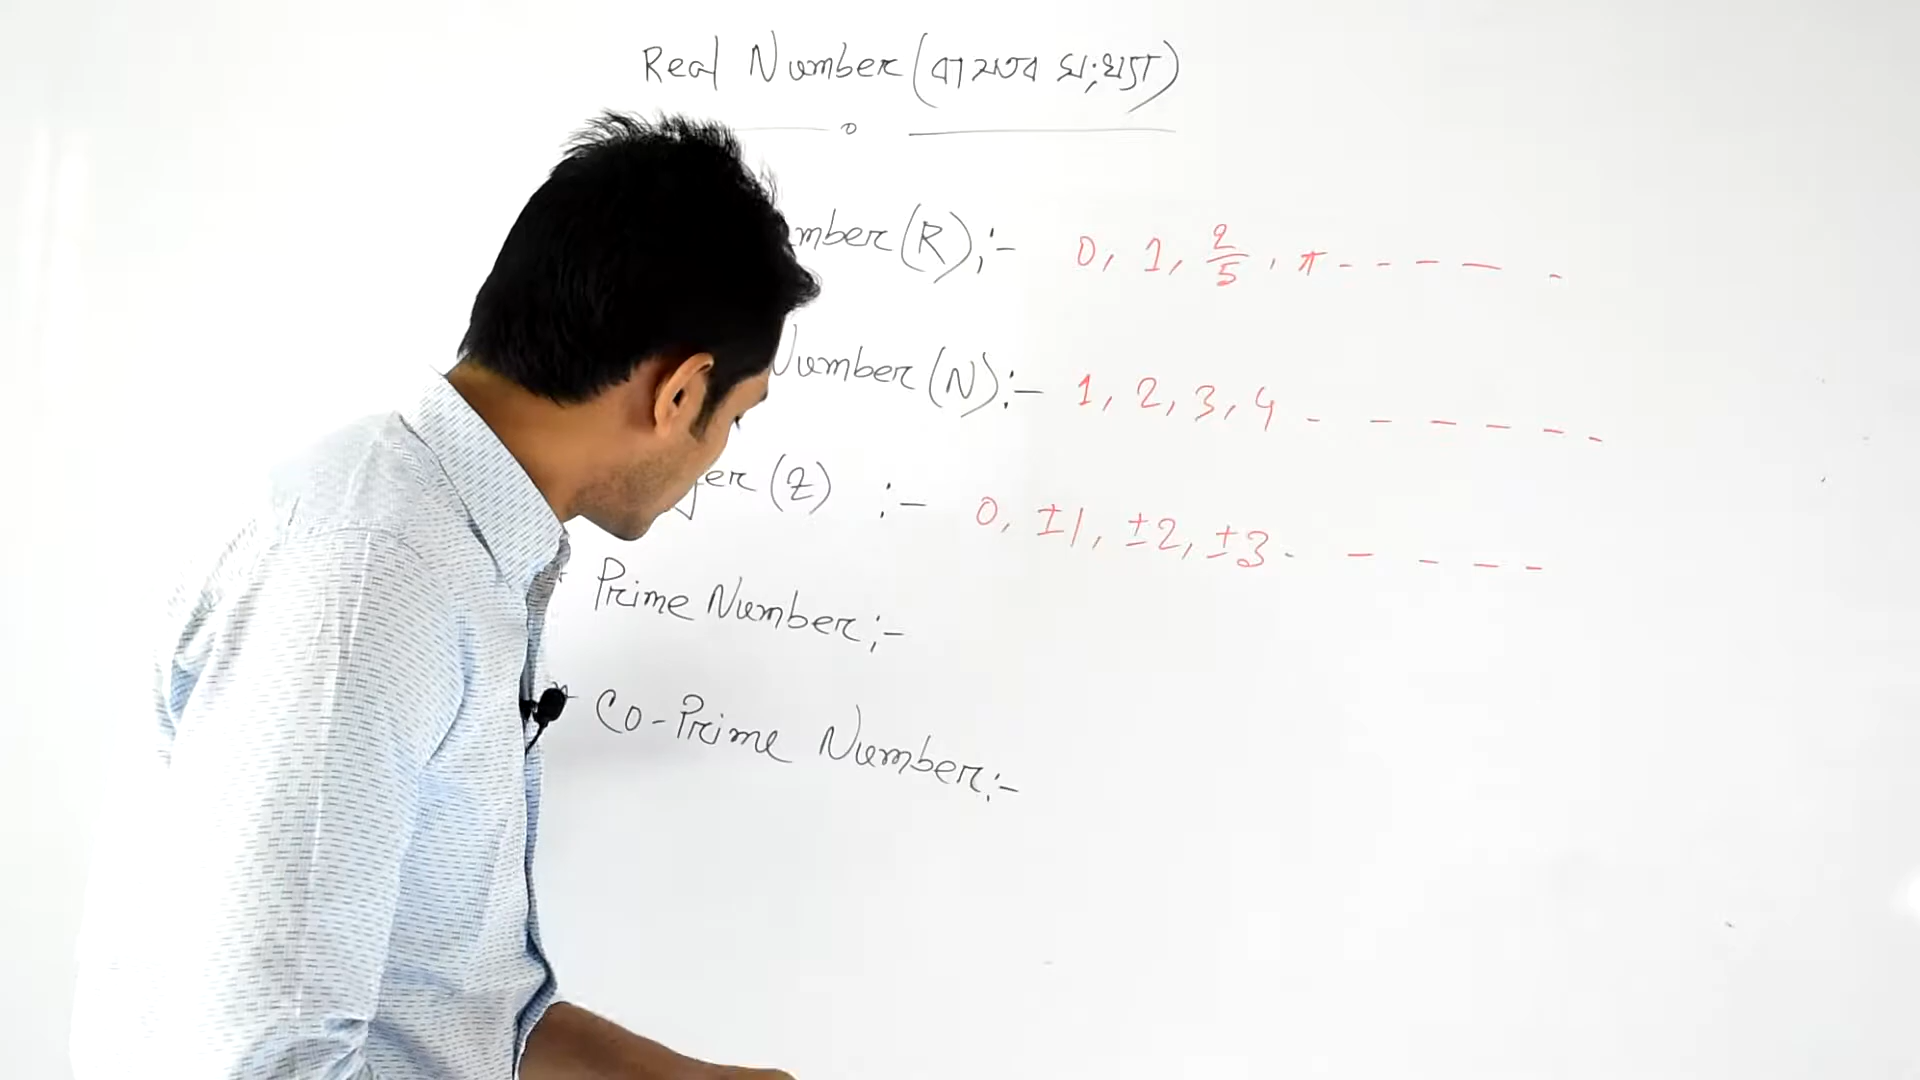 Real Number (বাস্তব সংখ্যা)
mber (R) :- 0, 1, 2/5, π - - - - -
Number (N) :- 1, 2, 3, 4 - - - - - -
ger (Z) :- 0, ±1, ±2, ±3 - - - - -
* Prime Number :-
* Co-Prime Number :-